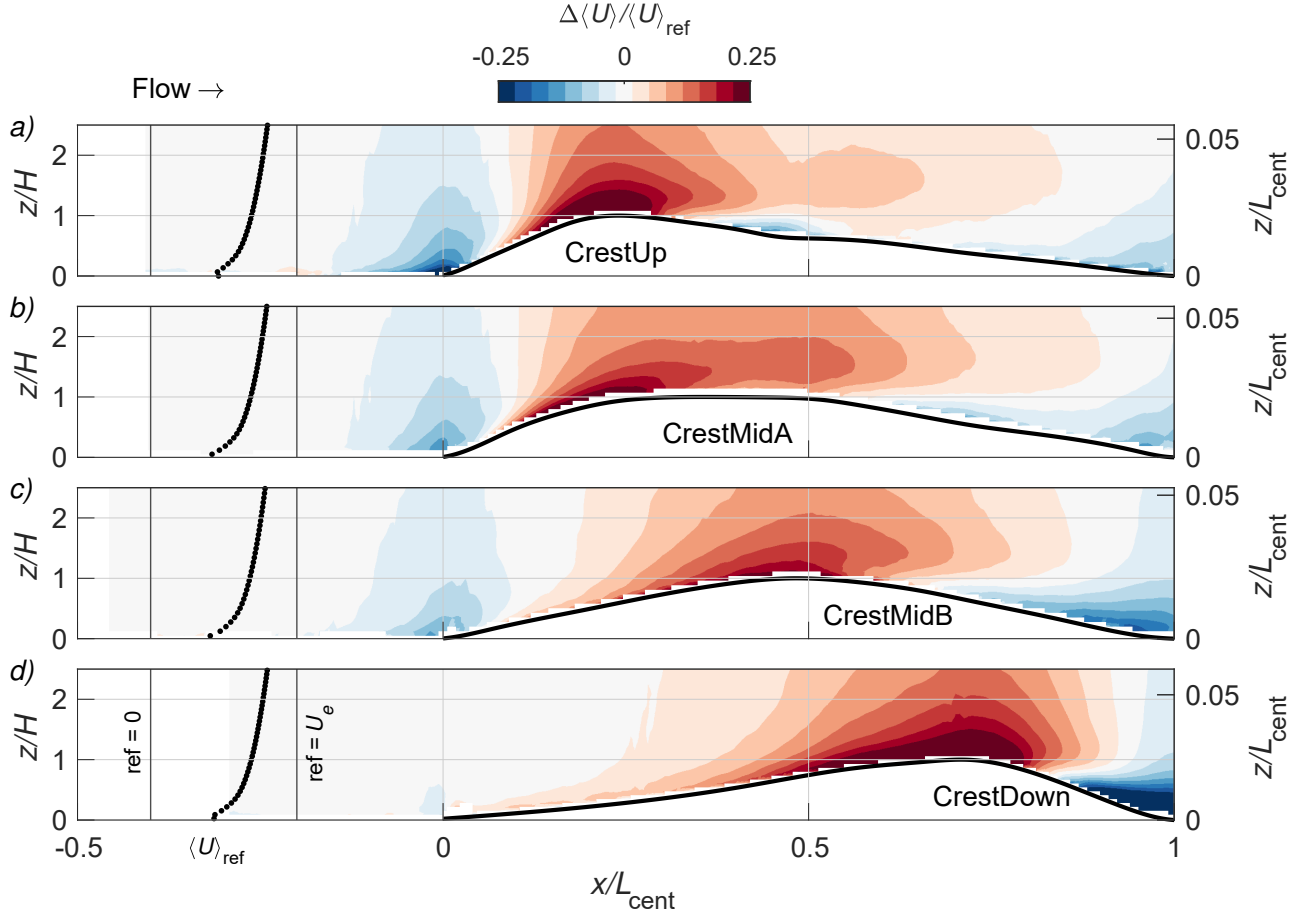 Δ⟨U⟩/⟨U⟩ref
-0.25 0 0.25
Flow →
a)
z/H
2
1
0
CrestUp
0.05
0
z/Lcent
b)
z/H
2
1
0
CrestMidA
0.05
0
z/Lcent
c)
z/H
2
1
0
CrestMidB
0.05
0
z/Lcent
d)
z/H
2
1
0
ref = 0
ref = Ue
CrestDown
0.05
0
z/Lcent
-0.5 ⟨U⟩ref 0 0.5 1
x/Lcent